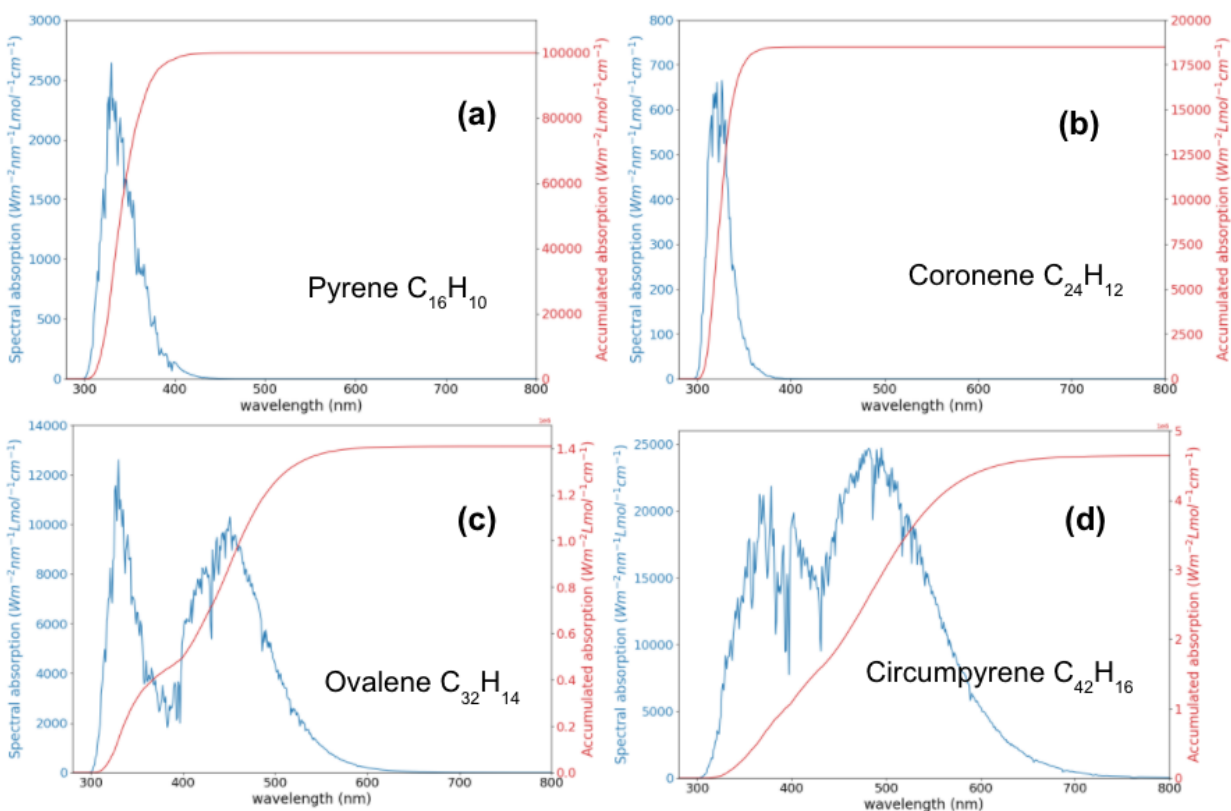 3000
2500
2000
1500
1000
500
0
Spectral absorption (Wm⁻²nm⁻¹Lmol⁻¹cm⁻¹)
(a)
Pyrene C₁₆H₁₀
100000
80000
60000
40000
20000
0
Accumulated absorption (Wm⁻²Lmol⁻¹cm⁻¹)
300 400 500 600 700 800
wavelength (nm)
800
700
600
500
400
300
200
100
0
Spectral absorption (Wm⁻²nm⁻¹Lmol⁻¹cm⁻¹)
(b)
Coronene C₂₄H₁₂
20000
17500
15000
12500
10000
7500
5000
2500
0
Accumulated absorption (Wm⁻²Lmol⁻¹cm⁻¹)
300 400 500 600 700 800
wavelength (nm)
14000
12000
10000
8000
6000
4000
2000
0
Spectral absorption (Wm⁻²nm⁻¹Lmol⁻¹cm⁻¹)
(c)
Ovalene C₃₂H₁₄
1e6
1.4
1.2
1.0
0.8
0.6
0.4
0.2
0.0
Accumulated absorption (Wm⁻²Lmol⁻¹cm⁻¹)
300 400 500 600 700 800
wavelength (nm)
25000
20000
15000
10000
5000
0
Spectral absorption (Wm⁻²nm⁻¹Lmol⁻¹cm⁻¹)
(d)
Circumpyrene C₄₂H₁₆
1e6
5
4
3
2
1
0
Accumulated absorption (Wm⁻²Lmol⁻¹cm⁻¹)
300 400 500 600 700 800
wavelength (nm)